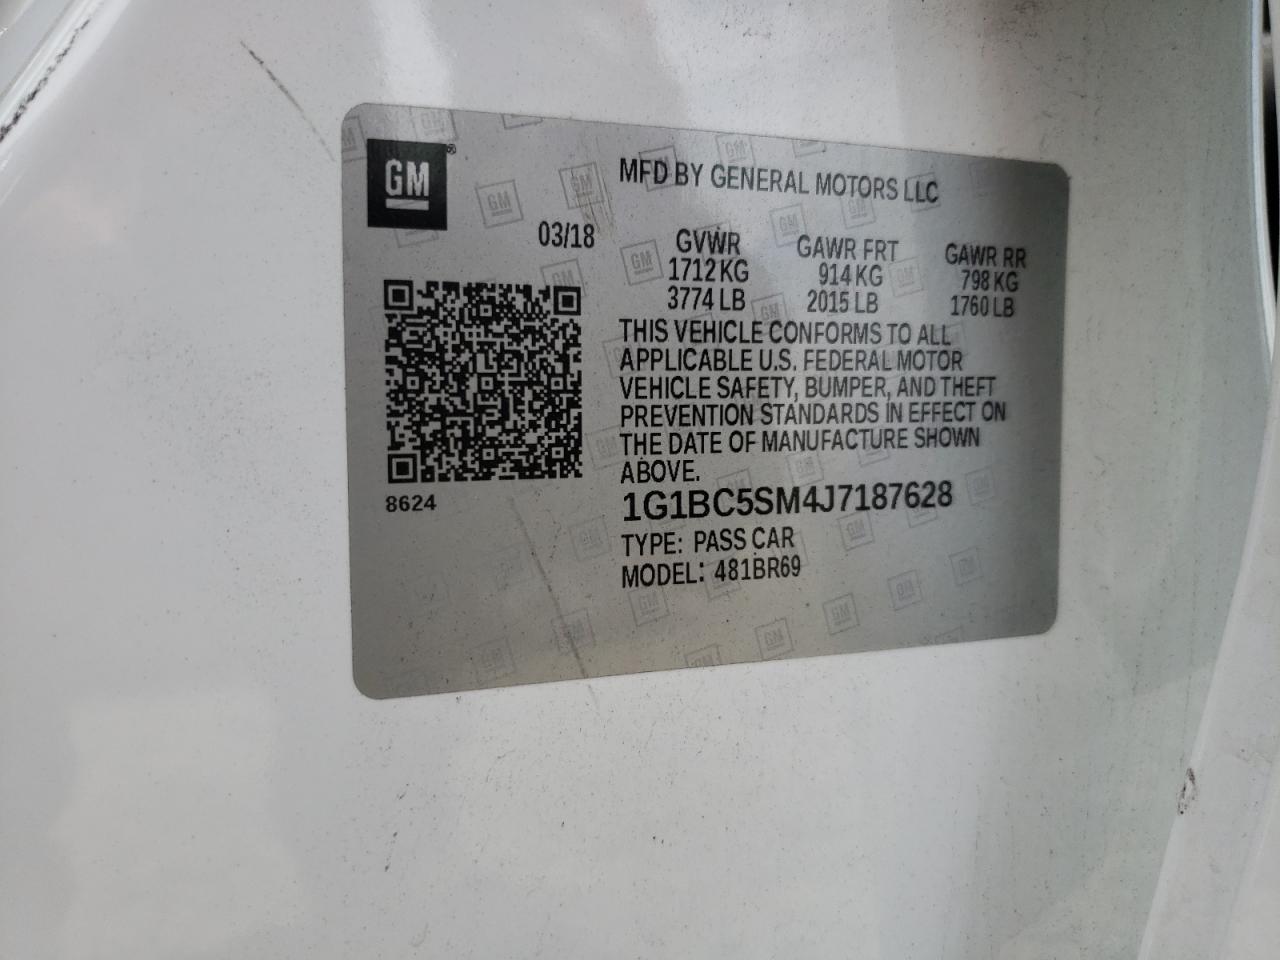 GM®
MFD BY GENERAL MOTORS LLC
03/18
GVWR GAWR FRT GAWR RR
1712 KG 914 KG 798 KG
3774 LB 2015 LB 1760 LB
THIS VEHICLE CONFORMS TO ALL
APPLICABLE U.S. FEDERAL MOTOR
VEHICLE SAFETY, BUMPER, AND THEFT
PREVENTION STANDARDS IN EFFECT ON
THE DATE OF MANUFACTURE SHOWN
ABOVE.
8624
1G1BC5SM4J7187628
TYPE: PASS CAR
MODEL: 481BR69